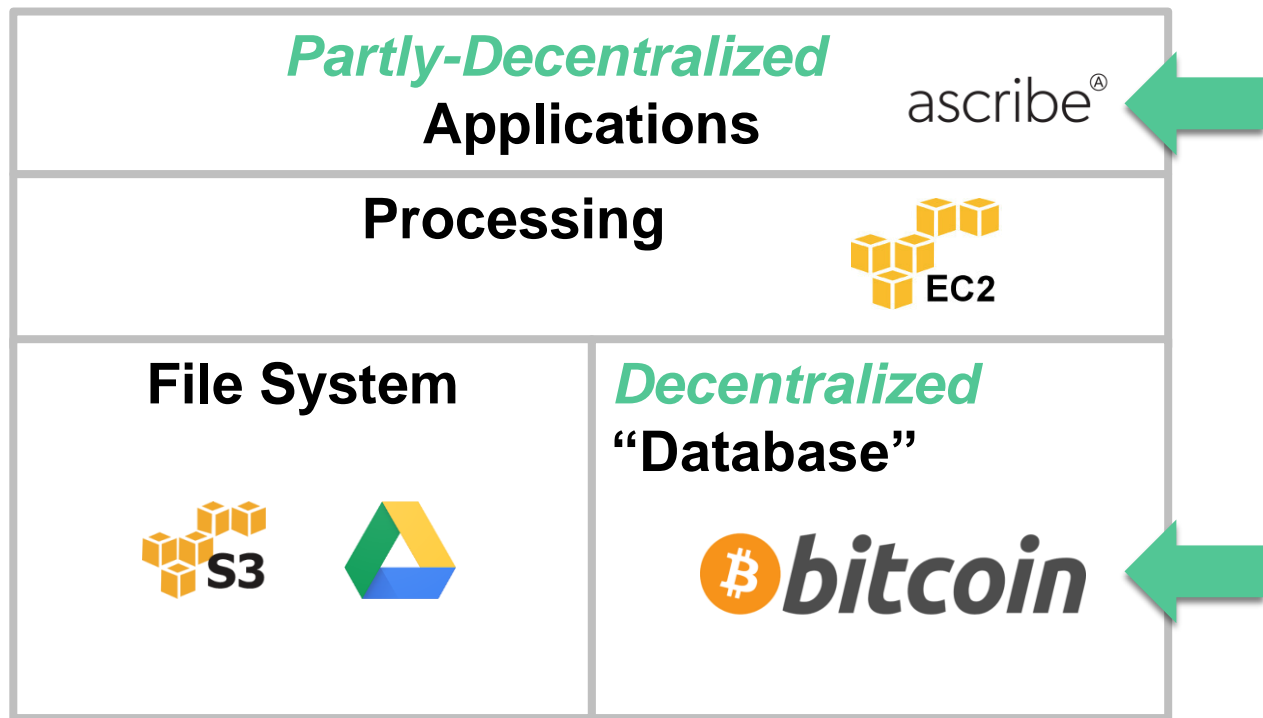 Partly-Decentralized
Applications
ascribe®
Processing
EC2
File System
Decentralized
“Database”
S3
bitcoin